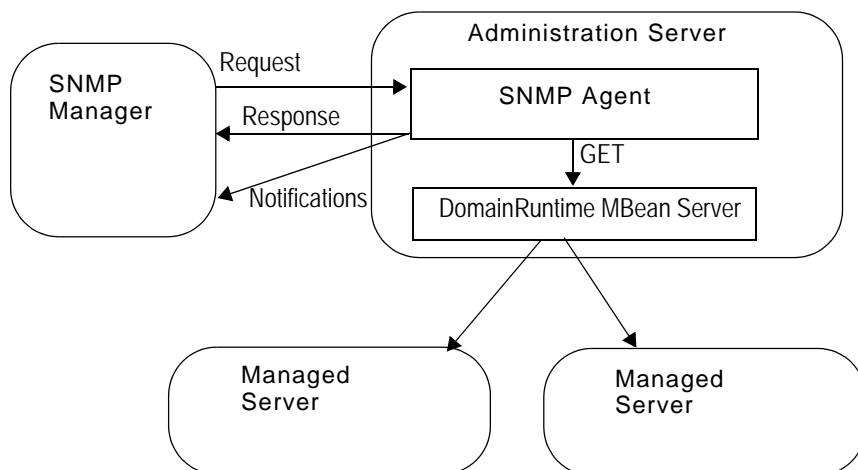 Administration Server
SNMP
Manager
Request
SNMP Agent
Response
GET
Notifications
DomainRuntime MBean Server
Managed
Server
Managed
Server